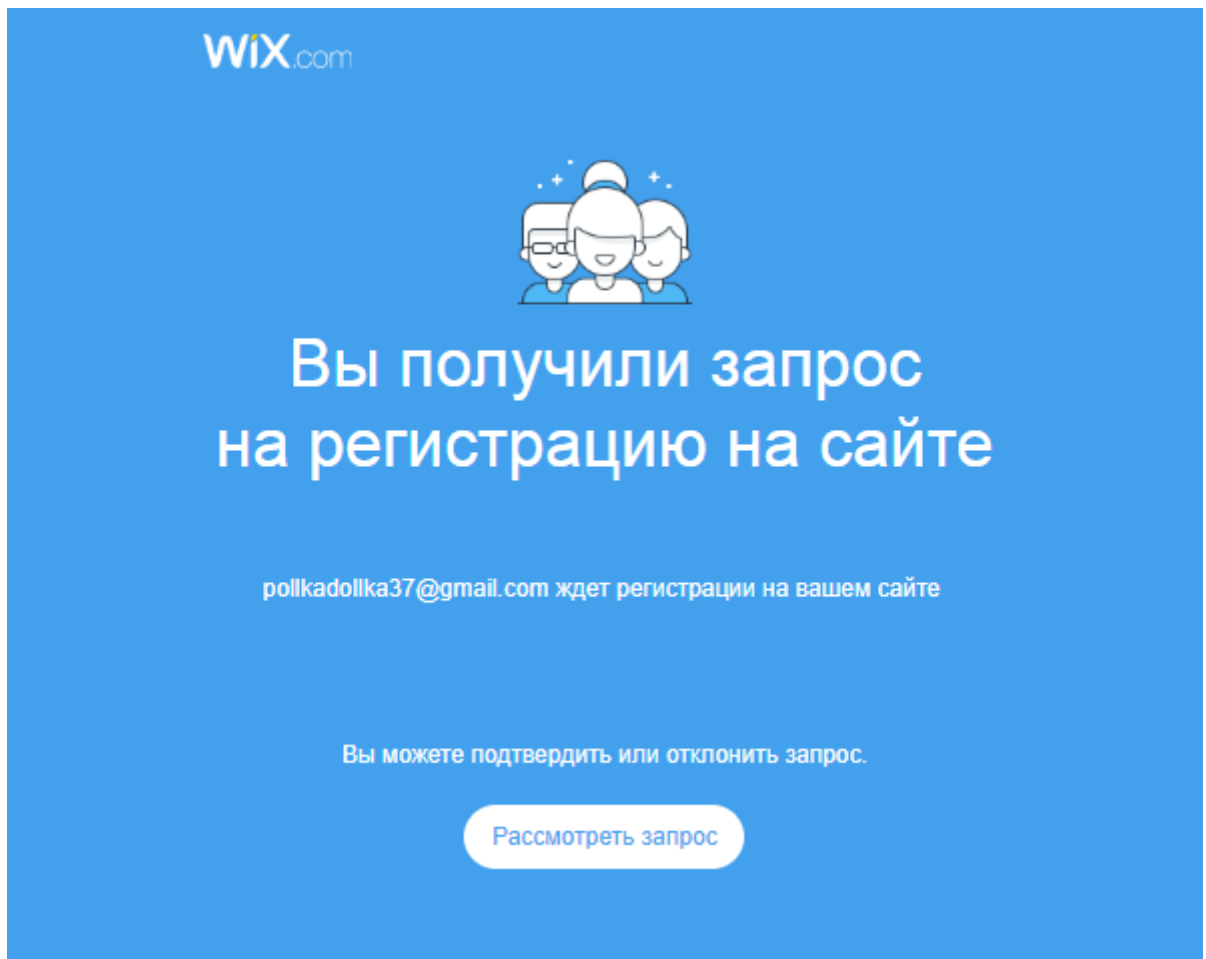 WiX.com
Вы получили запрос
на регистрацию на сайте
pollkadollka37@gmail.com ждет регистрации на вашем сайте
Вы можете подтвердить или отклонить запрос.
Рассмотреть запрос